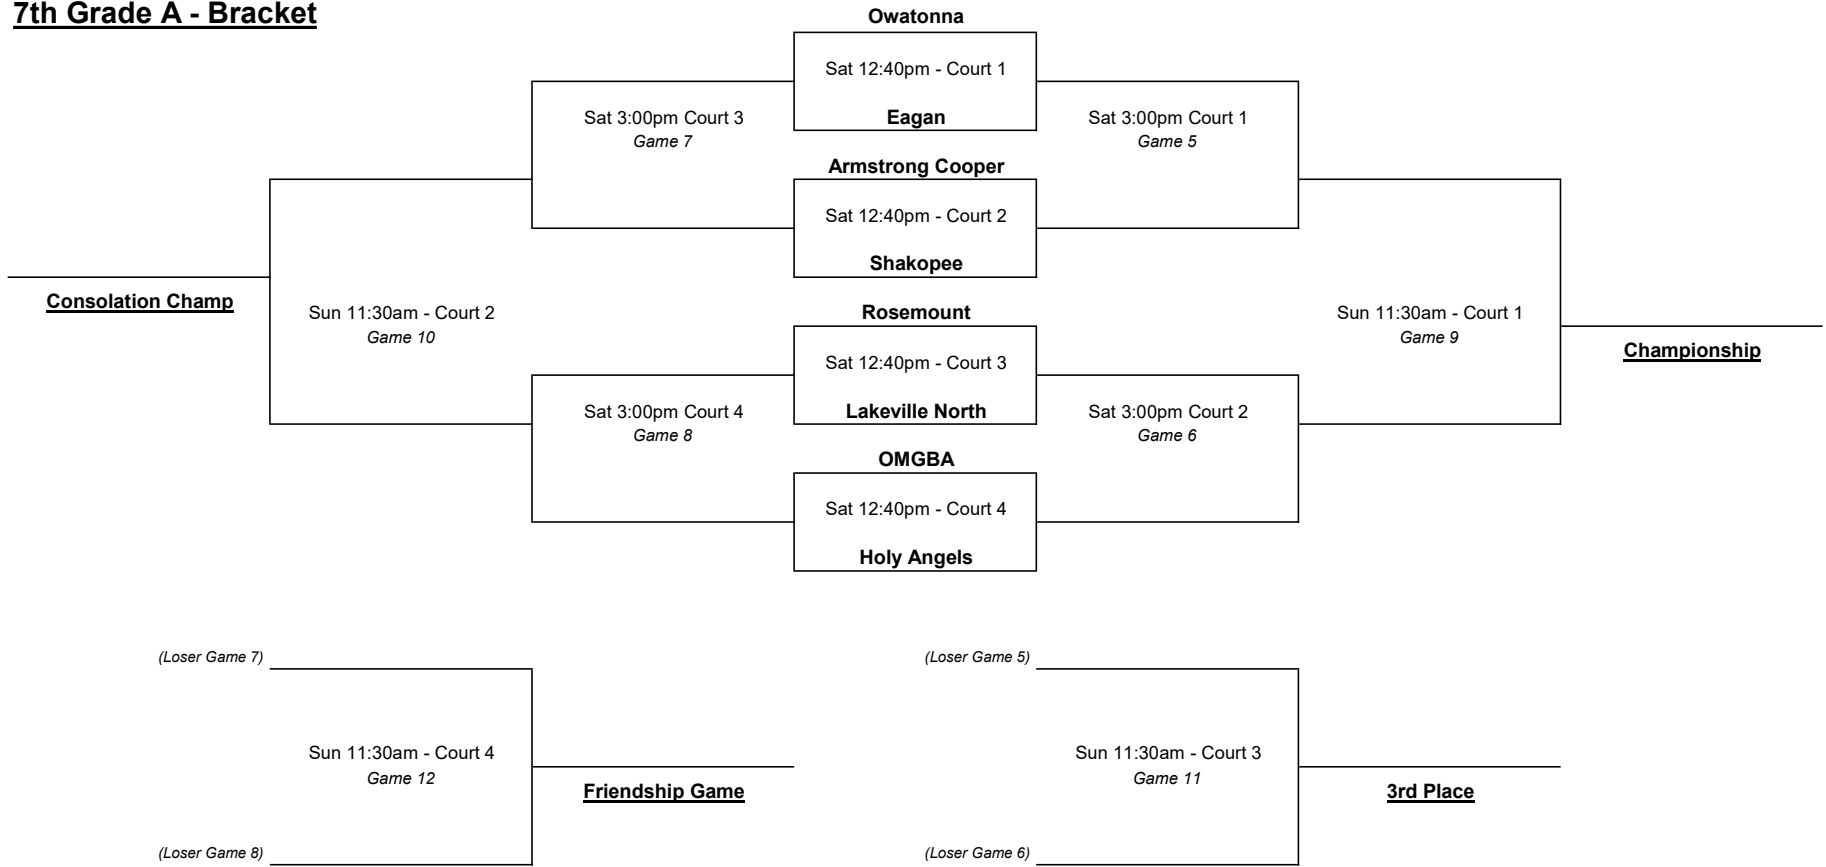 7th Grade A - Bracket
Owatonna
Sat 12:40pm - Court 1
Eagan
Sat 3:00pm Court 3
Game 7
Sat 3:00pm Court 1
Game 5
Armstrong Cooper
Sat 12:40pm - Court 2
Shakopee
Consolation Champ
Sun 11:30am - Court 2
Game 10
Rosemount
Sat 12:40pm - Court 3
Lakeville North
Sun 11:30am - Court 1
Game 9
Championship
Sat 3:00pm Court 4
Game 8
Sat 3:00pm Court 2
Game 6
OMGBA
Sat 12:40pm - Court 4
Holy Angels
(Loser Game 7)
Sun 11:30am - Court 4
Game 12
Friendship Game
(Loser Game 8)
(Loser Game 5)
Sun 11:30am - Court 3
Game 11
3rd Place
(Loser Game 6)